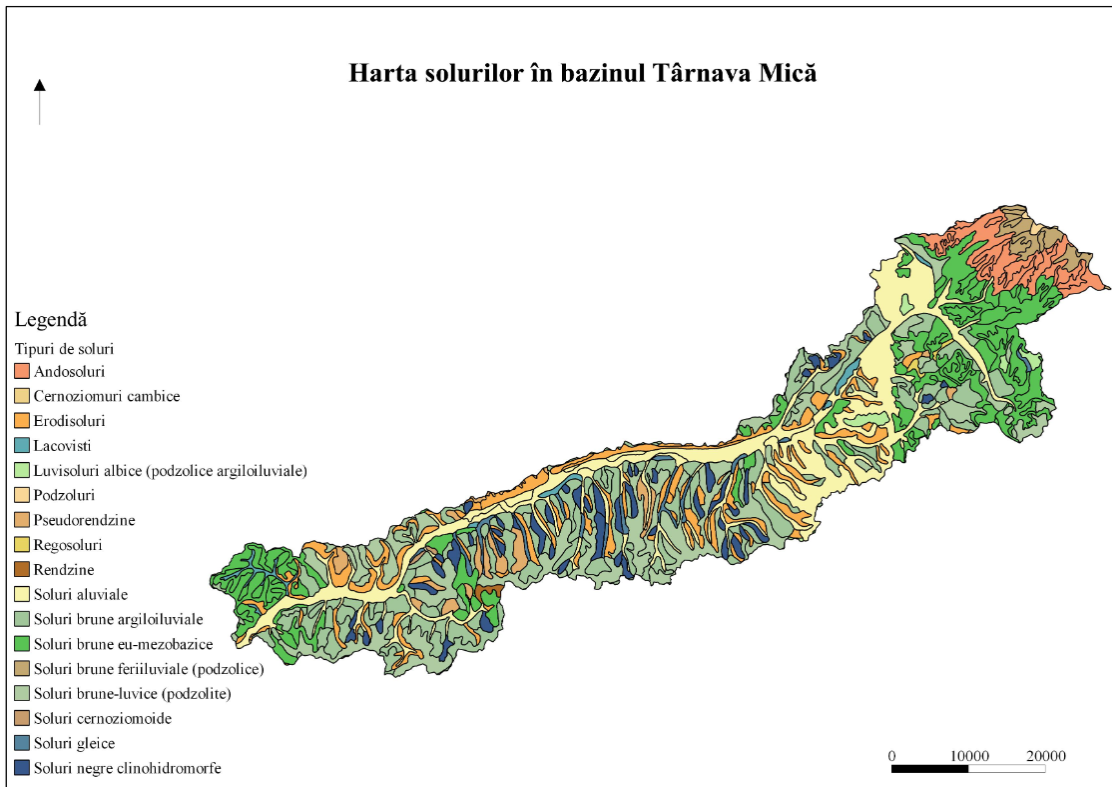 Harta solurilor în bazinul Târnava Mică
Legendă
Tipuri de soluri
Andosoluri
Cernoziomuri cambice
Erodisoluri
Lacovisti
Luvisoluri albice (podzolice argiloiluviale)
Podzoluri
Pseudorendzine
Regosoluri
Rendzine
Soluri aluviale
Soluri brune argiloiluviale
Soluri brune eu-mezobazice
Soluri brune feriiluviale (podzolice)
Soluri brune-luvice (podzolite)
Soluri cernoziomoide
Soluri gleice
Soluri negre clinohidromorfe
0 10000 20000